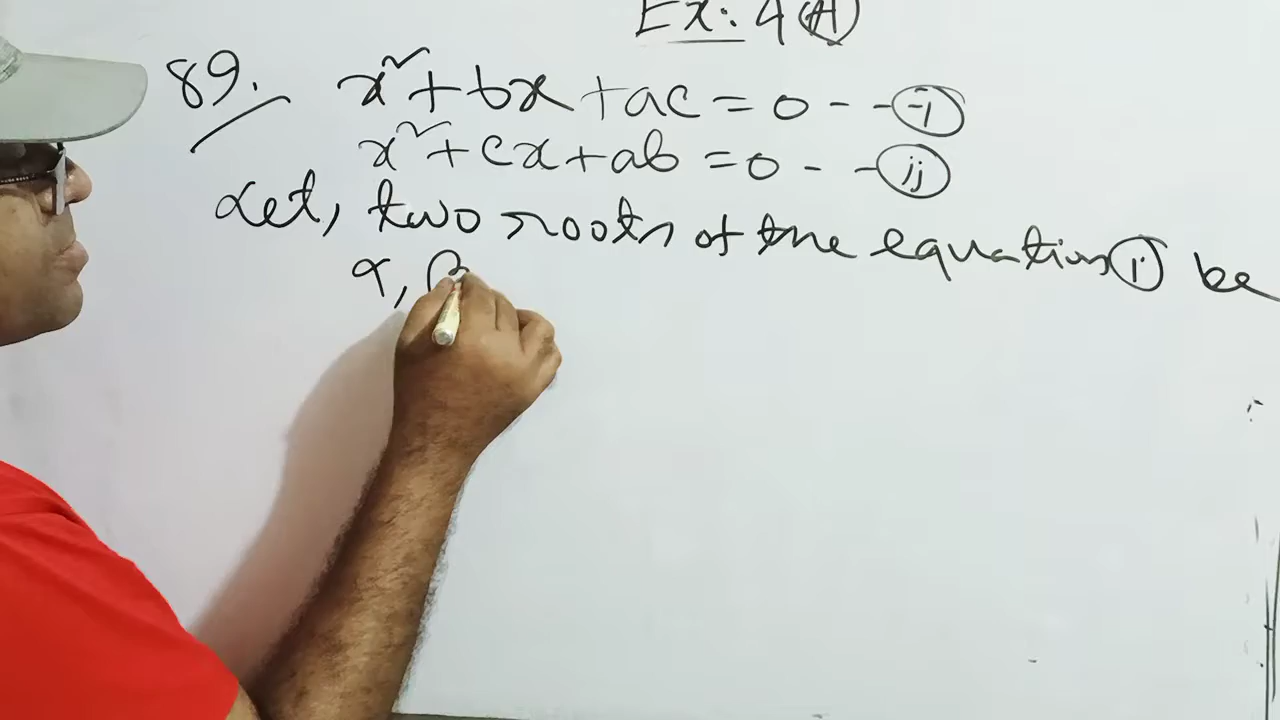 Ex: 4(A)
89. x² + bx + ac = 0 - - (i)
x² + cx + ab = 0 - - (ii)
Let, two roots of the equation (i) be
α, β